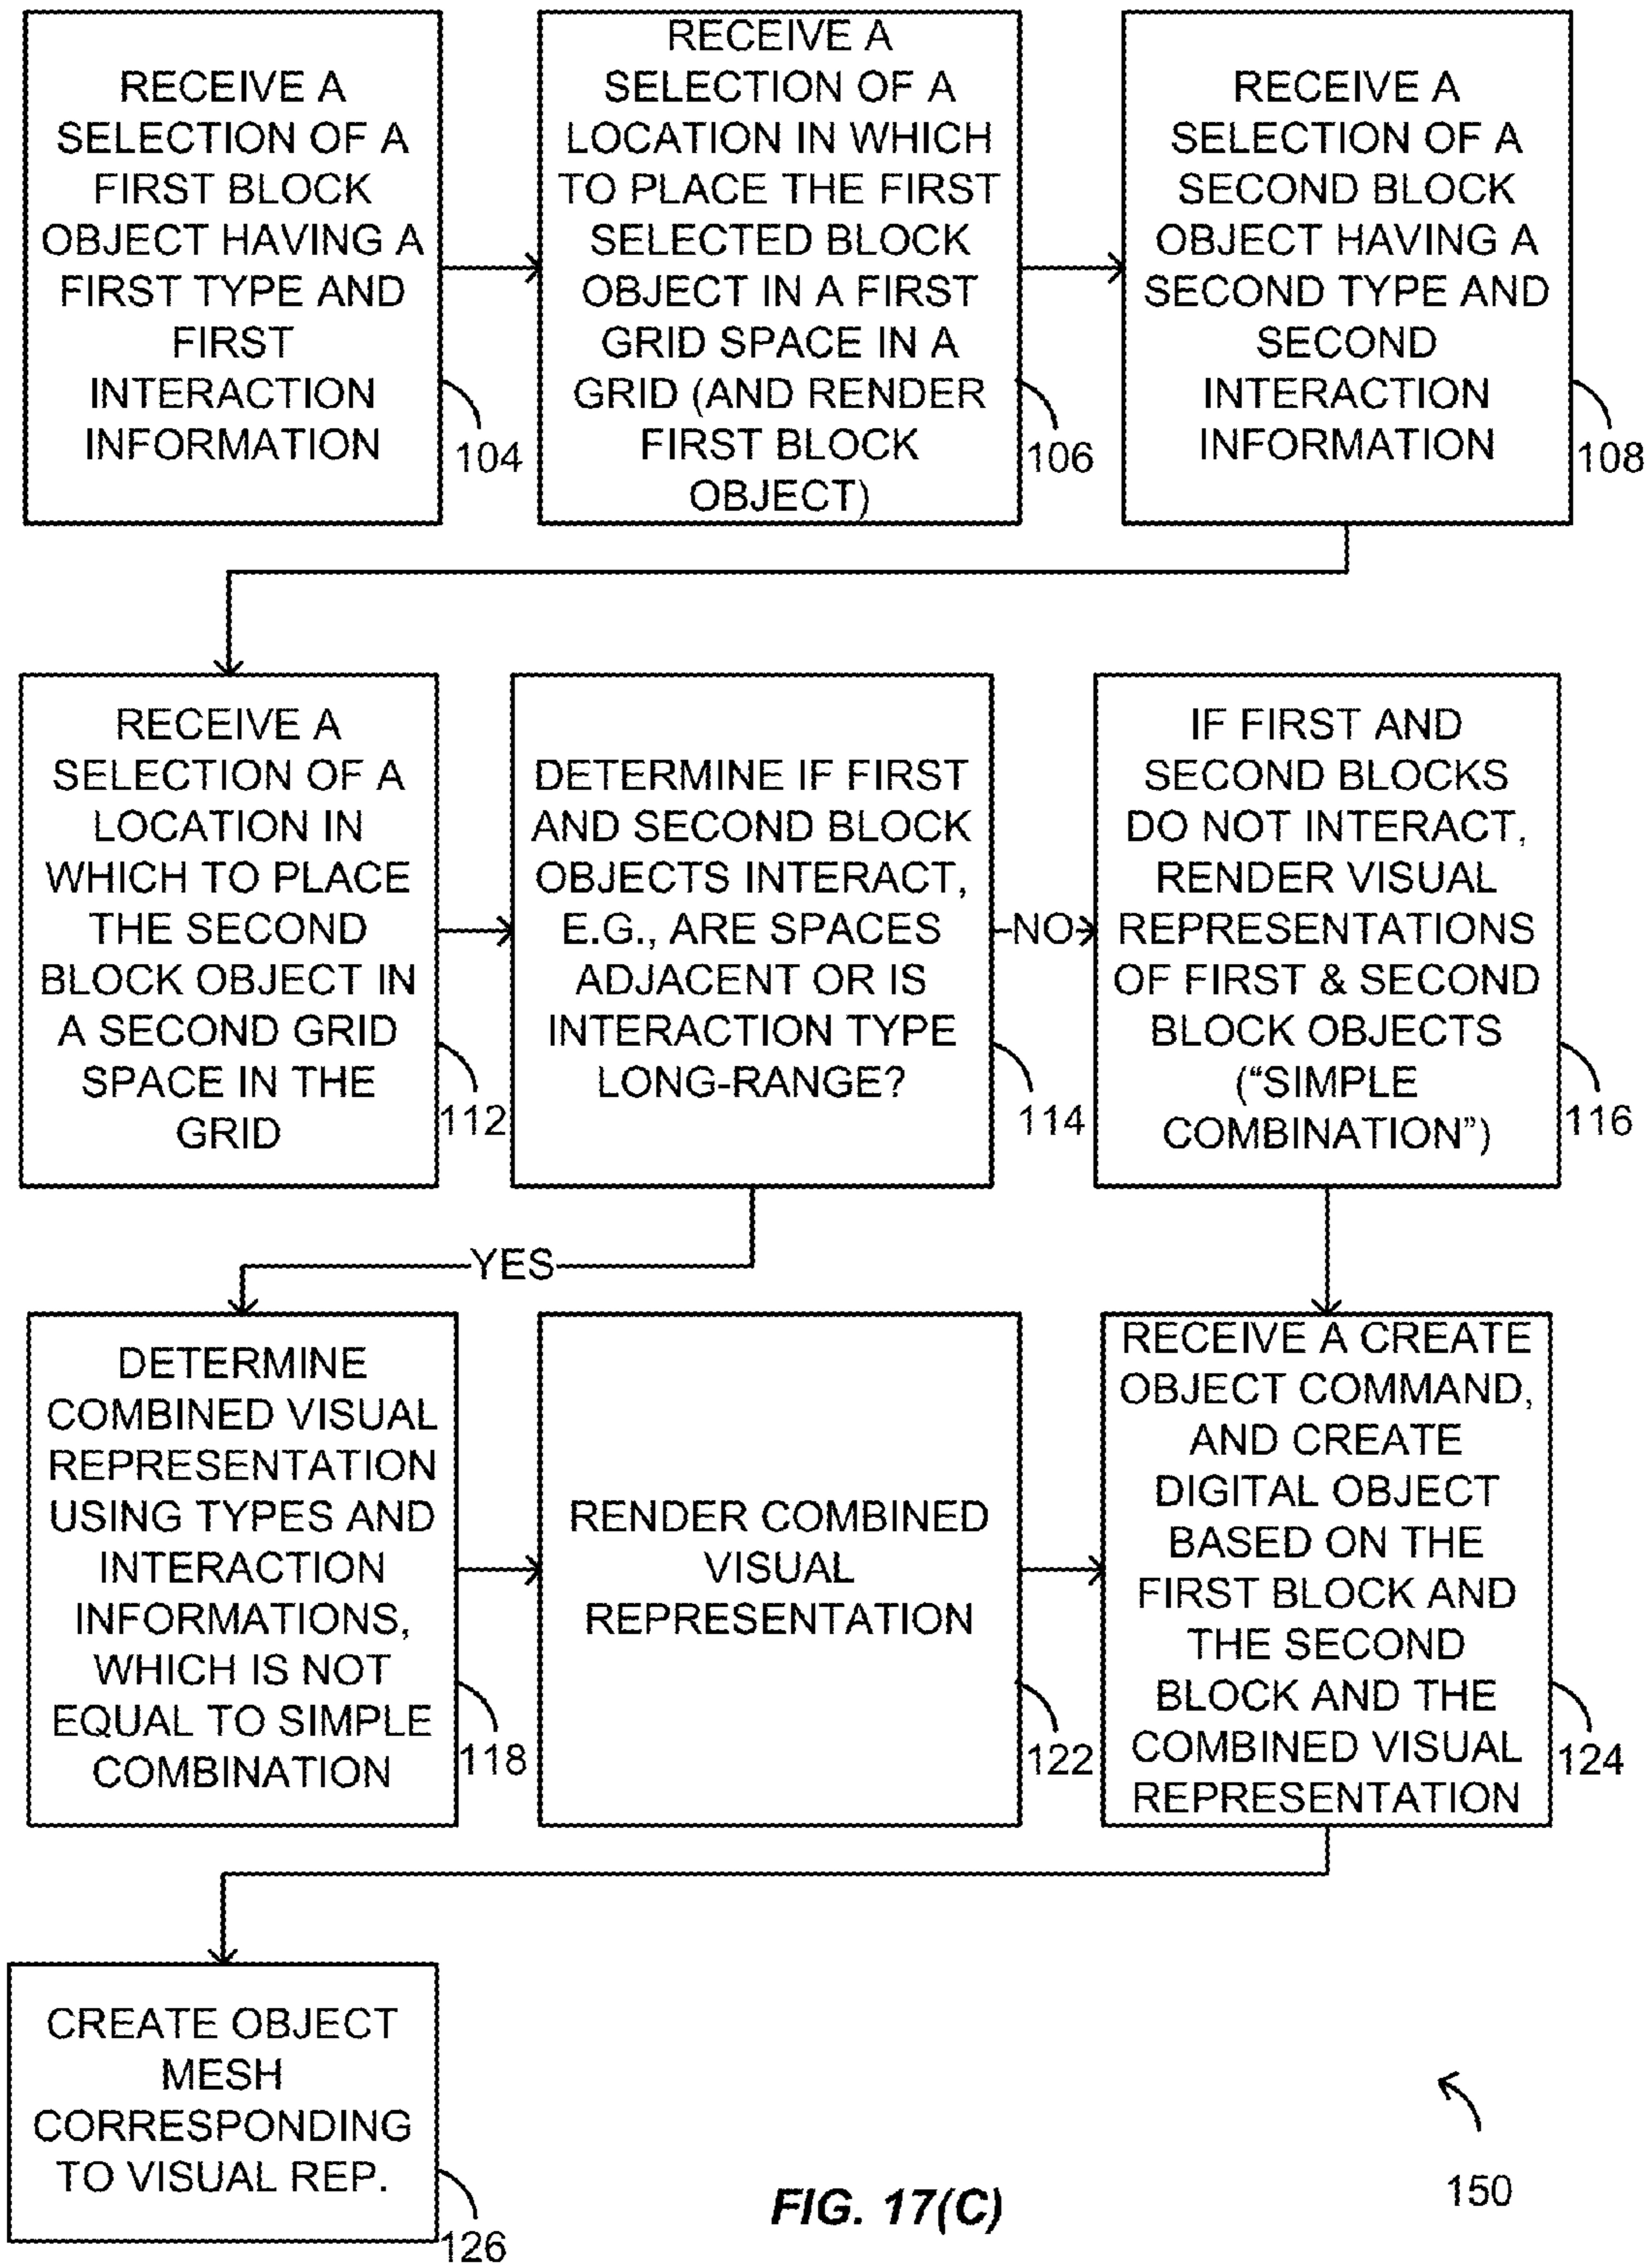 RECEIVE A
SELECTION OF A
FIRST BLOCK
OBJECT HAVING A
FIRST TYPE AND
FIRST
INTERACTION
INFORMATION
104
RECEIVE A
SELECTION OF A
LOCATION IN WHICH
TO PLACE THE FIRST
SELECTED BLOCK
OBJECT IN A FIRST
GRID SPACE IN A
GRID (AND RENDER
FIRST BLOCK
OBJECT)
106
RECEIVE A
SELECTION OF A
SECOND BLOCK
OBJECT HAVING A
SECOND TYPE AND
SECOND
INTERACTION
INFORMATION
108
RECEIVE A
SELECTION OF A
LOCATION IN
WHICH TO PLACE
THE SECOND
BLOCK OBJECT IN
A SECOND GRID
SPACE IN THE
GRID
112
DETERMINE IF FIRST
AND SECOND BLOCK
OBJECTS INTERACT,
E.G., ARE SPACES
ADJACENT OR IS
INTERACTION TYPE
LONG-RANGE?
114
NO
IF FIRST AND
SECOND BLOCKS
DO NOT INTERACT,
RENDER VISUAL
REPRESENTATIONS
OF FIRST & SECOND
BLOCK OBJECTS
(“SIMPLE
COMBINATION”)
116
YES
DETERMINE
COMBINED VISUAL
REPRESENTATION
USING TYPES AND
INTERACTION
INFORMATIONS,
WHICH IS NOT
EQUAL TO SIMPLE
COMBINATION
118
RENDER COMBINED
VISUAL
REPRESENTATION
122
RECEIVE A CREATE
OBJECT COMMAND,
AND CREATE
DIGITAL OBJECT
BASED ON THE
FIRST BLOCK AND
THE SECOND
BLOCK AND THE
COMBINED VISUAL
REPRESENTATION
124
CREATE OBJECT
MESH
CORRESPONDING
TO VISUAL REP.
126
FIG. 17(C)
150